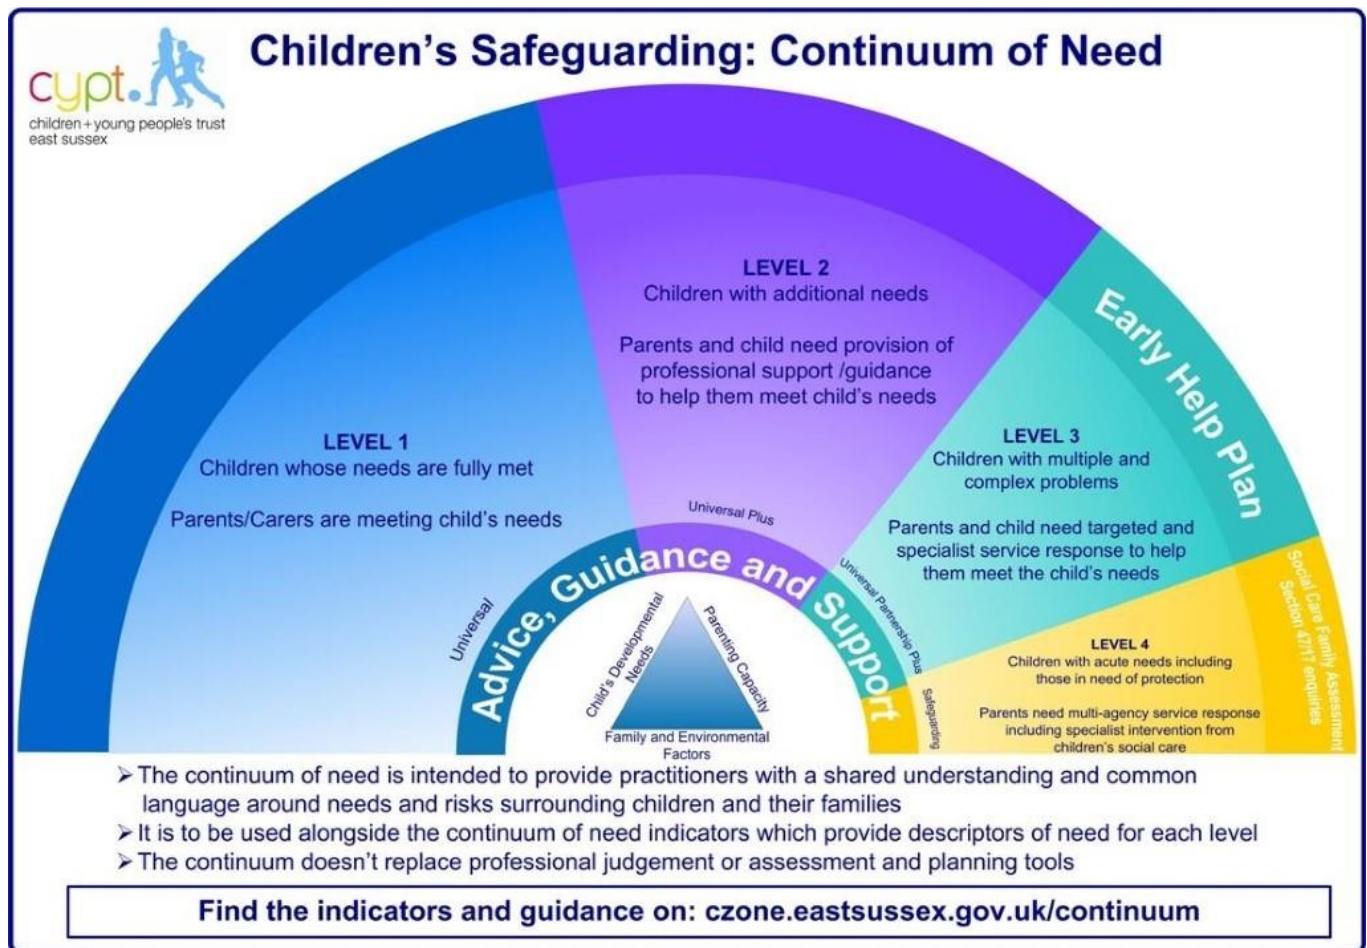 Children's Safeguarding: Continuum of Need
cypt.
children + young people's trust
east sussex
LEVEL 1
Children whose needs are fully met
Parents/Carers are meeting child's needs
LEVEL 2
Children with additional needs
Parents and child need provision of
professional support /guidance
to help them meet child's needs
Early Help Plan
LEVEL 3
Children with multiple and
complex problems
Parents and child need targeted and
specialist service response to help
them meet the child's needs
Social Care Family Assessment
Section 47/17 enquiries
LEVEL 4
Children with acute needs including
those in need of protection
Parents need multi-agency service response
including specialist intervention from
children's social care
Universal
Universal Plus
Universal Partnership Plus
Safeguarding
Advice, Guidance and Support
Child's Developmental
Needs
Parenting Capacity
Family and Environmental
Factors
➢ The continuum of need is intended to provide practitioners with a shared understanding and common
language around needs and risks surrounding children and their families
➢ It is to be used alongside the continuum of need indicators which provide descriptors of need for each level
➢ The continuum doesn't replace professional judgement or assessment and planning tools
Find the indicators and guidance on: czone.eastsussex.gov.uk/continuum